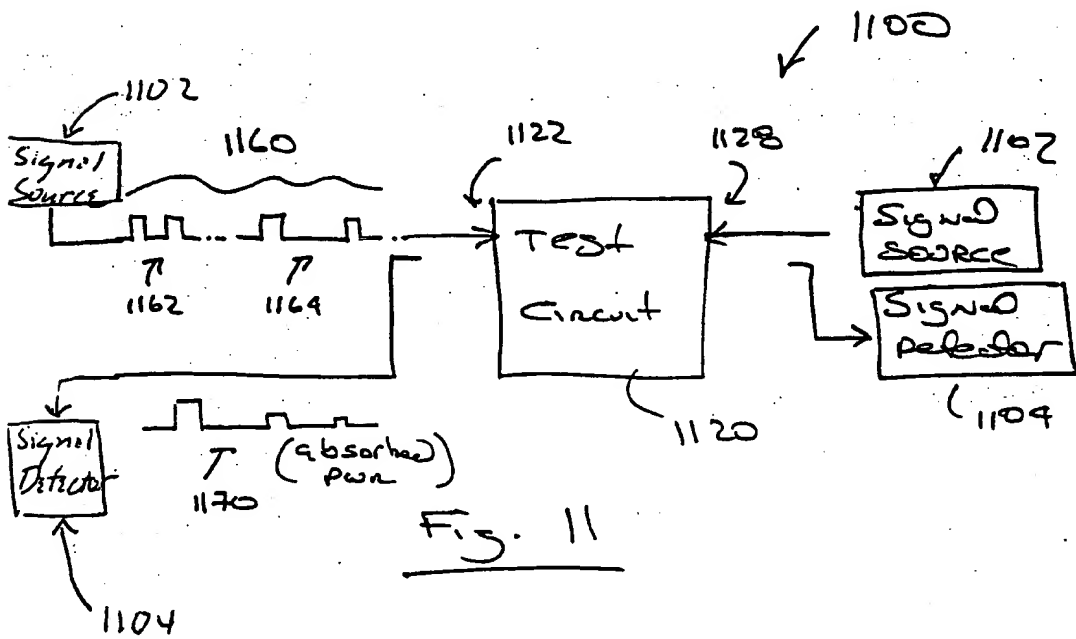 1100
1102
Signal
Source
1160
1122
1128
1102
Signal
Source
Test
Circuit
1162
1164
Signal
Detector
1104
1120
Signal
Detector
1170
(absorbed
pwr)
Fig. 11
1104